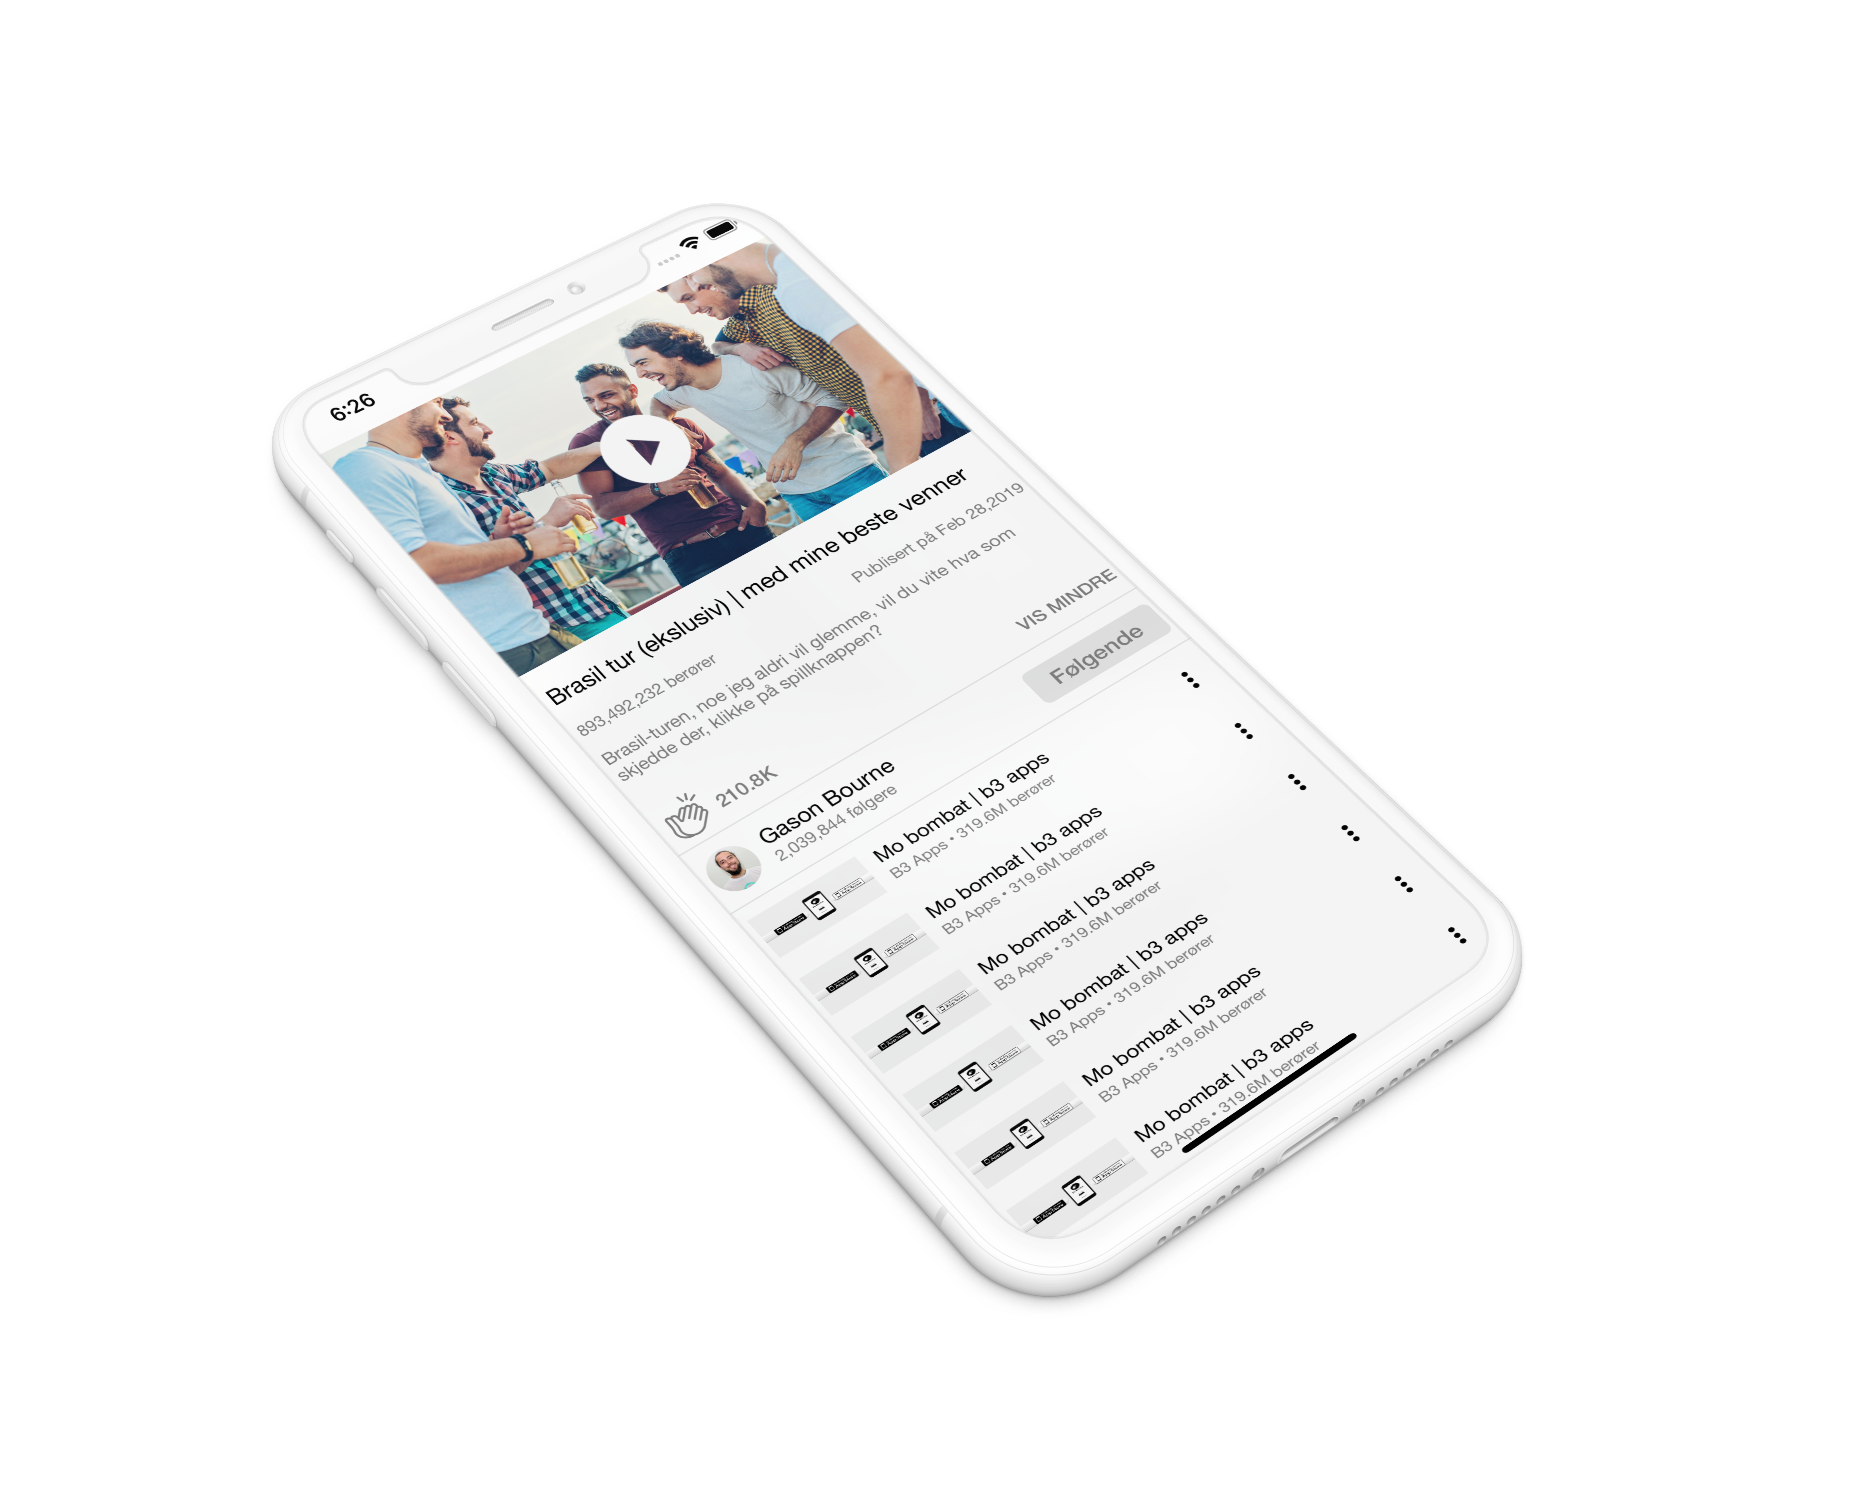 6:26
Brasil tur (ekslusiv) | med mine beste venner
893,492,232 berører
Publisert på Feb 28,2019
Brasil-turen, noe jeg aldri vil glemme, vil du vite hva som
skjedde der, klikke på spillknappen?
210.8K
VIS MINDRE
Gason Bourne
2,039,844 følgere
Følgende
Mo bombat | b3 apps
B3 Apps • 319.6M berører
Mo bombat | b3 apps
B3 Apps • 319.6M berører
Mo bombat | b3 apps
B3 Apps • 319.6M berører
Mo bombat | b3 apps
B3 Apps • 319.6M berører
Mo bombat | b3 apps
B3 Apps • 319.6M berører
Mo bombat | b3 apps
B3 Apps • 319.6M berører